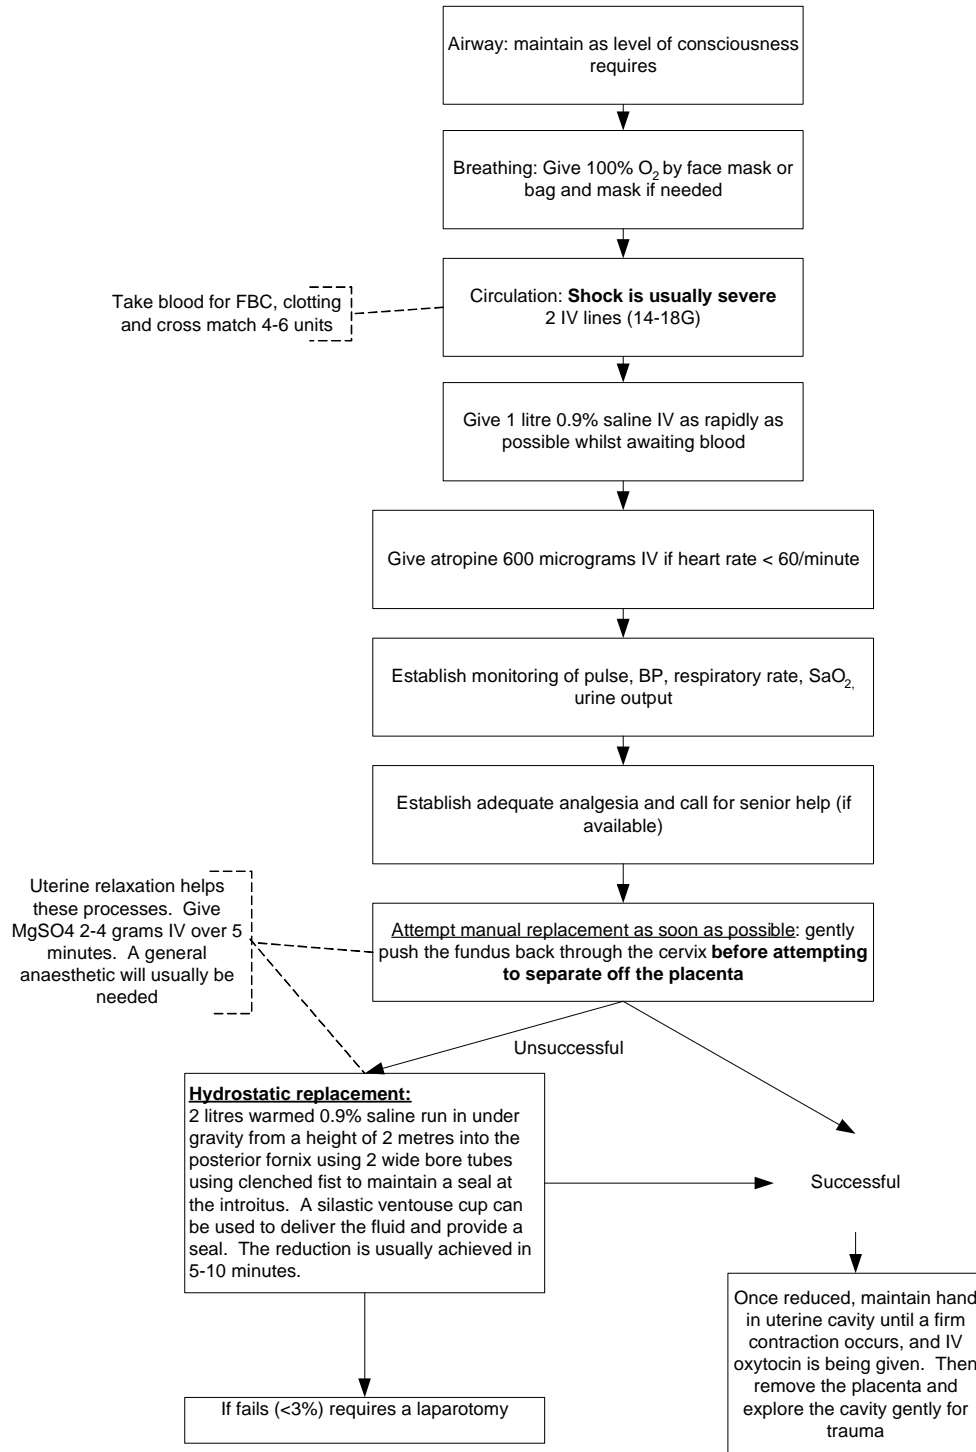 Airway: maintain as level of consciousness
requires
Breathing: Give 100% O2 by face mask or
bag and mask if needed
Take blood for FBC, clotting
and cross match 4-6 units
Circulation: Shock is usually severe
2 IV lines (14-18G)
Give 1 litre 0.9% saline IV as rapidly as
possible whilst awaiting blood
Give atropine 600 micrograms IV if heart rate < 60/minute
Establish monitoring of pulse, BP, respiratory rate, SaO2,
urine output
Establish adequate analgesia and call for senior help (if
available)
Uterine relaxation helps
these processes. Give
MgSO4 2-4 grams IV over 5
minutes. A general
anaesthetic will usually be
needed
Attempt manual replacement as soon as possible: gently
push the fundus back through the cervix before attempting
to separate off the placenta
Unsuccessful
Hydrostatic replacement:
2 litres warmed 0.9% saline run in under
gravity from a height of 2 metres into the
posterior fornix using 2 wide bore tubes
using clenched fist to maintain a seal at
the introitus. A silastic ventouse cup can
be used to deliver the fluid and provide a
seal. The reduction is usually achieved in
5-10 minutes.
Successful
Once reduced, maintain hand
in uterine cavity until a firm
contraction occurs, and IV
oxytocin is being given. Then
remove the placenta and
explore the cavity gently for
trauma
If fails (<3%) requires a laparotomy